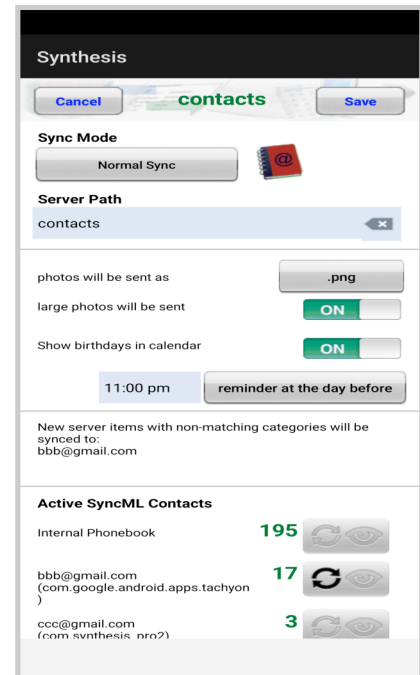 Synthesis
Cancel contacts Save
Sync Mode
Normal Sync
Server Path
contacts
photos will be sent as .png
large photos will be sent ON
Show birthdays in calendar ON
11:00 pm reminder at the day before
New server items with non-matching categories will be
synced to:
bbb@gmail.com
Active SyncML Contacts
Internal Phonebook 195
bbb@gmail.com 17
(com.google.android.apps.tachyon
)
ccc@gmail.com 3
(com.synthesis_pro2)